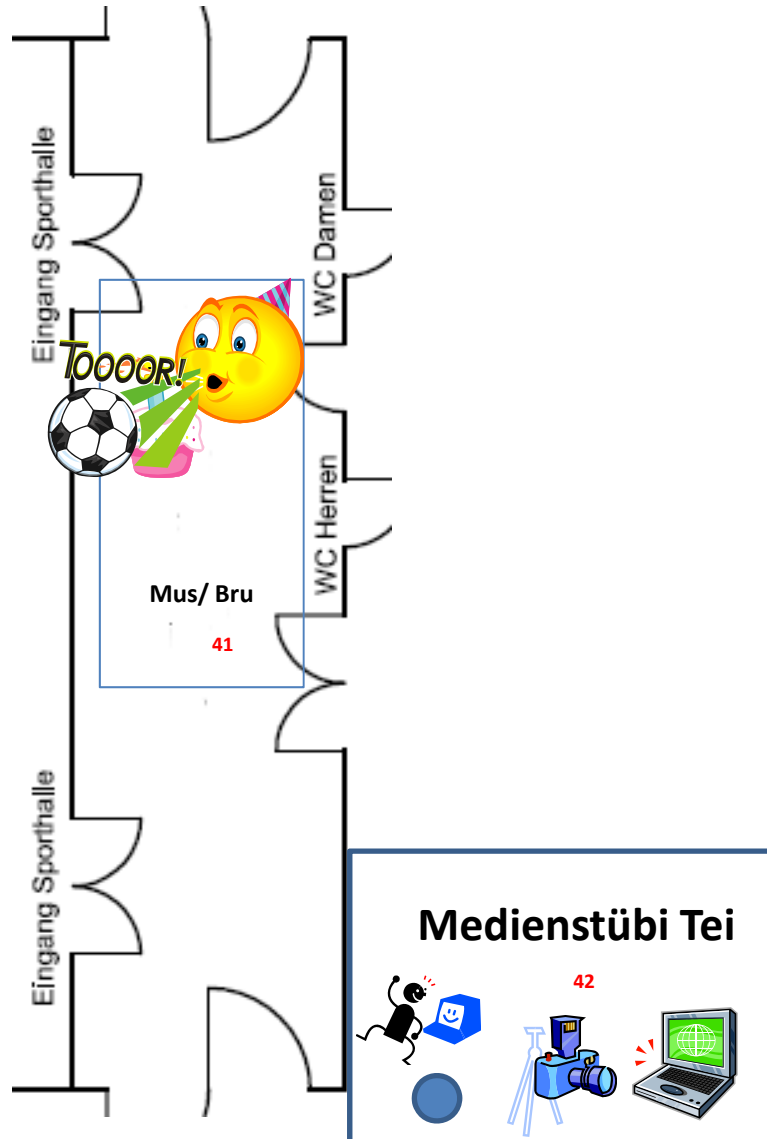 Eingang Sporthalle
WC Damen
TOOOOR!
WC Herren
Mus/ Bru
41
Eingang Sporthalle
Medienstübi Tei
42